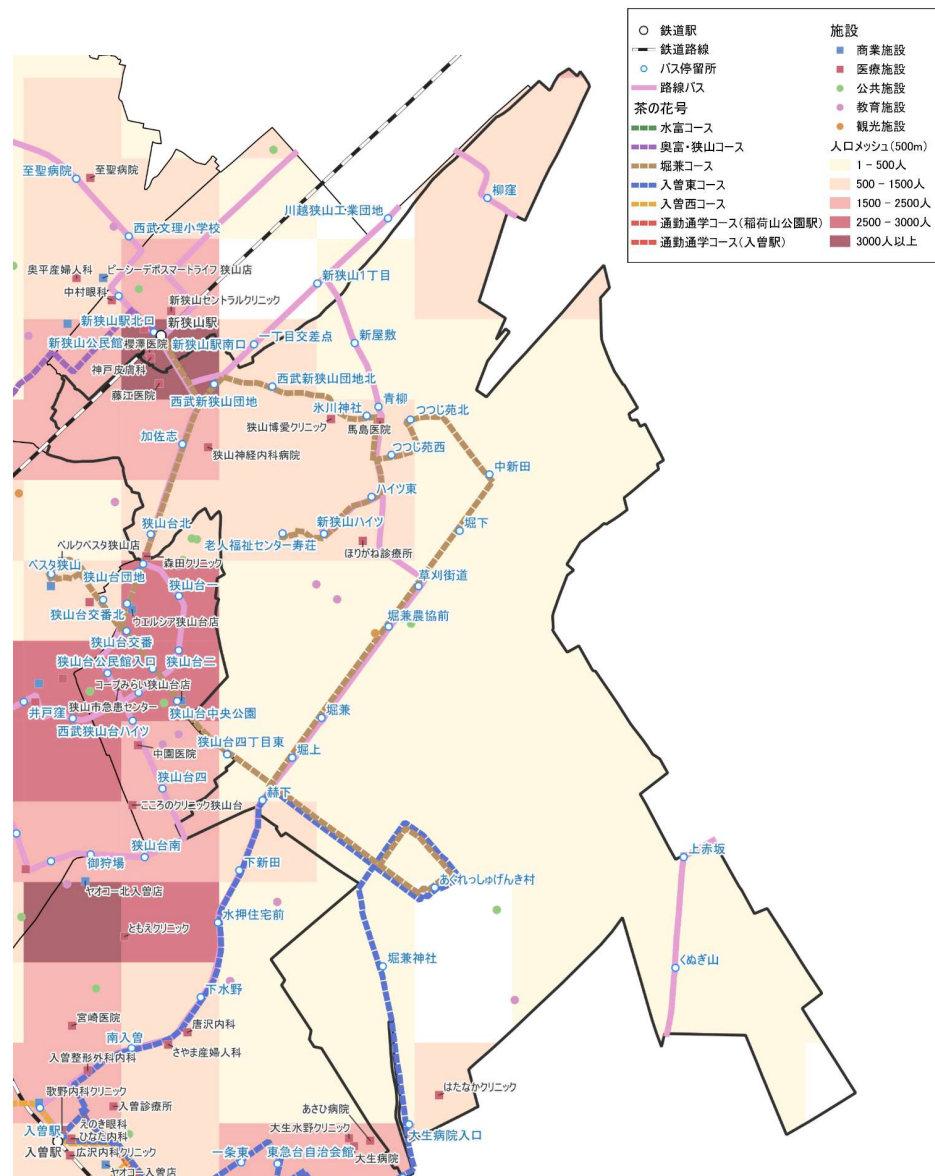 鉄道駅
鉄道路線
バス停留所
路線バス
茶の花号
水富コース
奥富・狭山コース
堀兼コース
入曽東コース
入曽西コース
通勤通学コース(稲荷山公園駅)
通勤通学コース(入曽駅)
施設
商業施設
医療施設
公共施設
教育施設
観光施設
人口メッシュ(500m)
1 - 500人
500 - 1500人
1500 - 2500人
2500 - 3000人
3000人以上
至聖病院
至聖病院
柳窪
川越狭山工業団地
西武文理小学校
奥平産婦人科
ピーシーデポスマートライフ狭山店
新狭山1丁目
中村眼科
新狭山セントラルクリニック
新狭山駅北口
新狭山駅
新狭山公民館
櫻澤医院
新狭山駅南口
一丁目交差点
新屋敷
神戸皮膚科
藤江医院
西武新狭山団地
西武新狭山団地北
氷川神社
青柳
つつじ苑北
狭山博愛クリニック
馬島医院
加佐志
狭山神経内科病院
つつじ苑西
中新田
ハイツ東
狭山台北
新狭山ハイツ
堀下
ベルクベスタ狭山店
老人福祉センター寿荘
ほりがね診療所
ベスタ狭山
森田クリニック
狭山台団地
狭山台一
草刈街道
狭山台交番北
ウエルシア狭山台店
堀兼農協前
狭山台交番
狭山台公民館入口
狭山台二
コープみらい狭山台店
狭山市急患センター
井戸窪
狭山台中央公園
堀兼
西武狭山台ハイツ
狭山台四丁目東
中園医院
堀上
狭山台四
こころのクリニック狭山台
赫下
狭山台南
御狩場
下新田
上赤坂
ヤオコー北入曽店
あぐれっしゅげんき村
水押住宅前
ともえクリニック
堀兼神社
くぬぎ山
下水野
宮崎医院
唐沢内科
南入曽
さやま産婦人科
入曽整形外科内科
歌野内科クリニック
はたなかクリニック
入曽診療所
あさひ病院
えのき眼科
入曽駅
ひなた内科
大生水野クリニック
大生病院入口
入曽駅
広沢内科クリニック
一条東
東急台自治会館
大生病院
ヤオコー入曽店